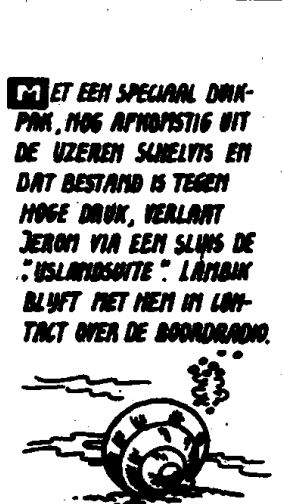 MET EEN SPECIAAL DUIK-
PAK, NOG AFKOMSTIG UIT
DE IJZEREN SCHELVIS EN
DAT BESTAND IS TEGEN
HOGE DRUK, VERLAAT
JEROM VIA EEN SLUIS DE
"IJSLANDSUITE". LAMBIK
BLIJFT MET HEM IN CON-
TACT OVER DE BOORDRADIO.